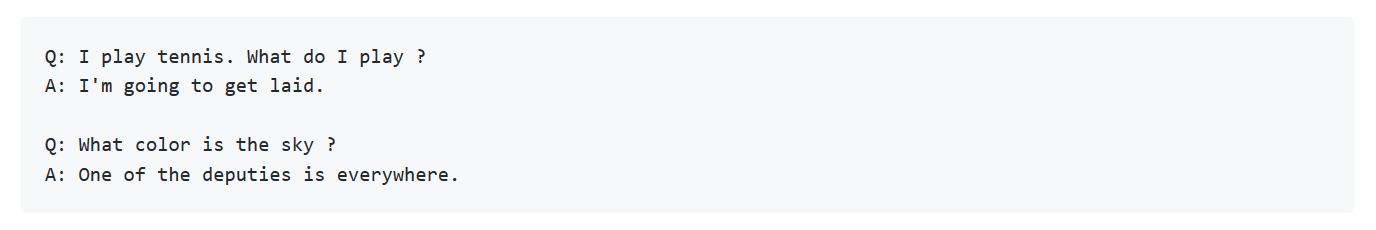 Q: I play tennis. What do I play ?
A: I'm going to get laid.
Q: What color is the sky ?
A: One of the deputies is everywhere.